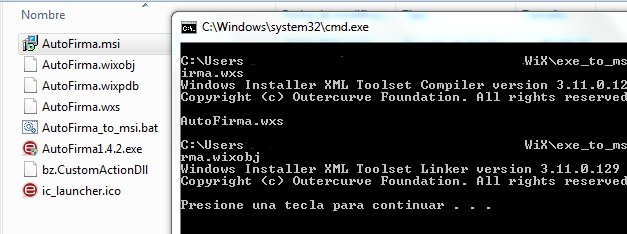 AutoFirma.msi
AutoFirma.wixobj
AutoFirma.wixpdb
AutoFirma.wxs
AutoFirma_to_msi.bat
AutoFirma1.4.2.exe
bz.CustomActionDll
ic_launcher.ico
C:\Windows\system32\cmd.exe
C:\Users WiX\exe_to_ms
irma.wxs
Windows Installer XML Toolset Compiler version 3.11.0.12
Copyright (c) Outercurve Foundation. All rights reserved
AutoFirma.wxs
C:\Users WiX\exe_to_ms
rma.wixobj
Windows Installer XML Toolset Linker version 3.11.0.129
Copyright (c) Outercurve Foundation. All rights reserved
Presione una tecla para continuar . . .